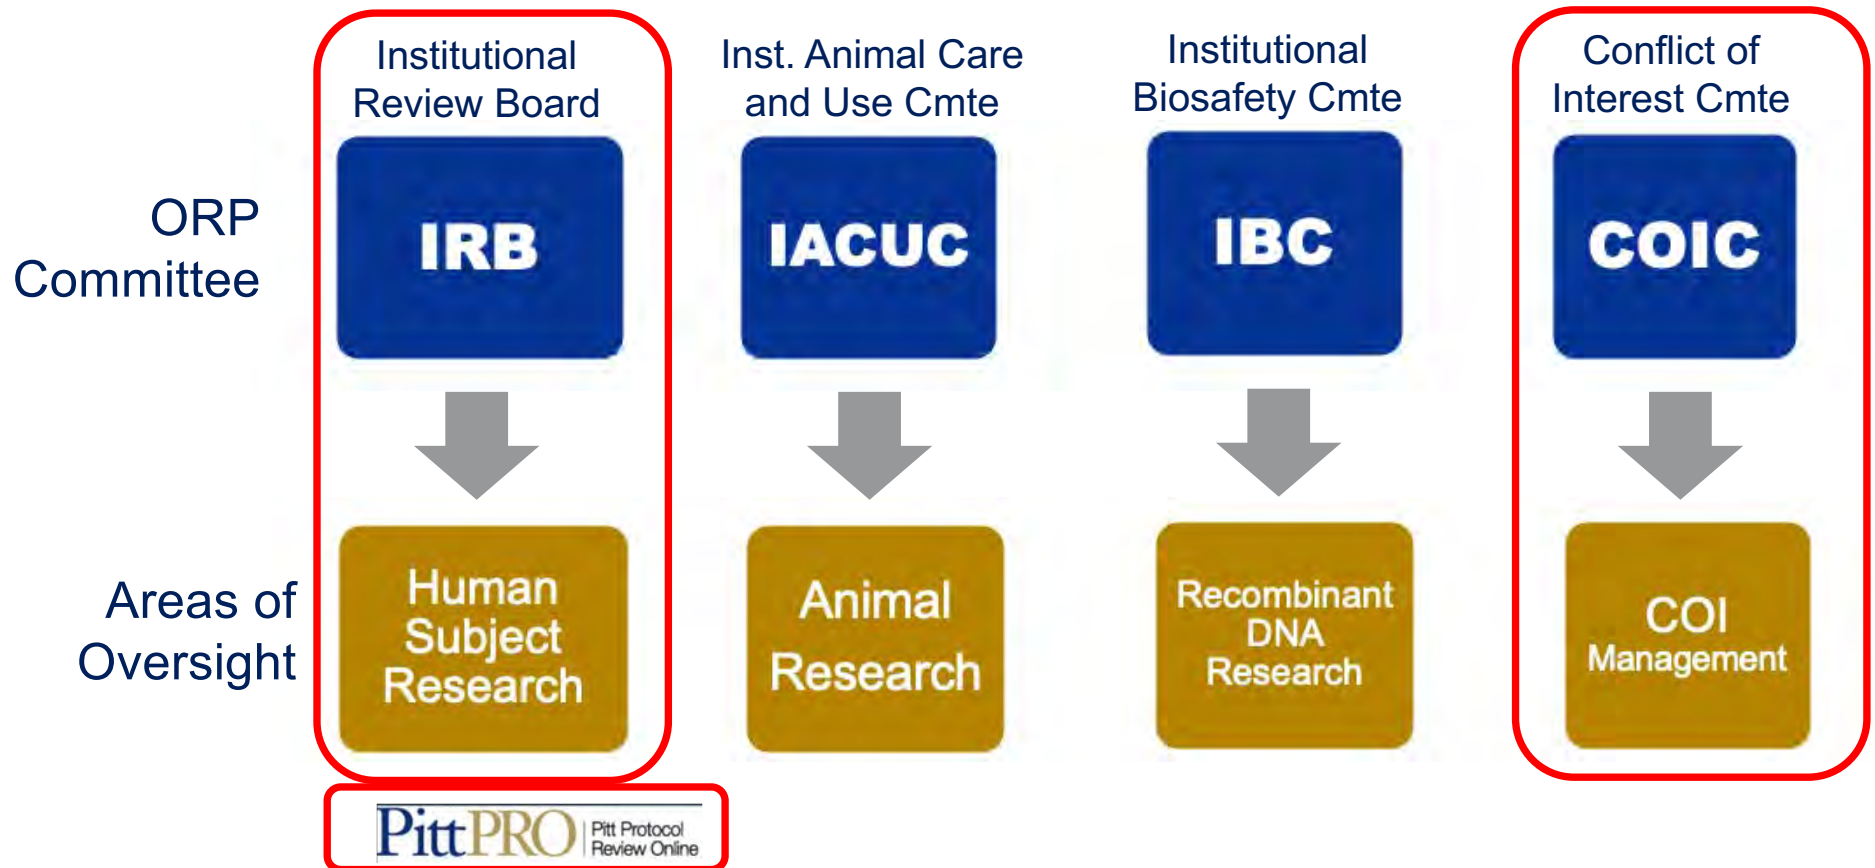 Institutional
Review Board
Inst. Animal Care
and Use Cmte
Institutional
Biosafety Cmte
Conflict of
Interest Cmte
ORP
Committee
IRB
IACUC
IBC
COIC
Areas of
Oversight
Human
Subject
Research
Animal
Research
Recombinant
DNA
Research
COI
Management
PittPRO
Pitt Protocol
Review Online